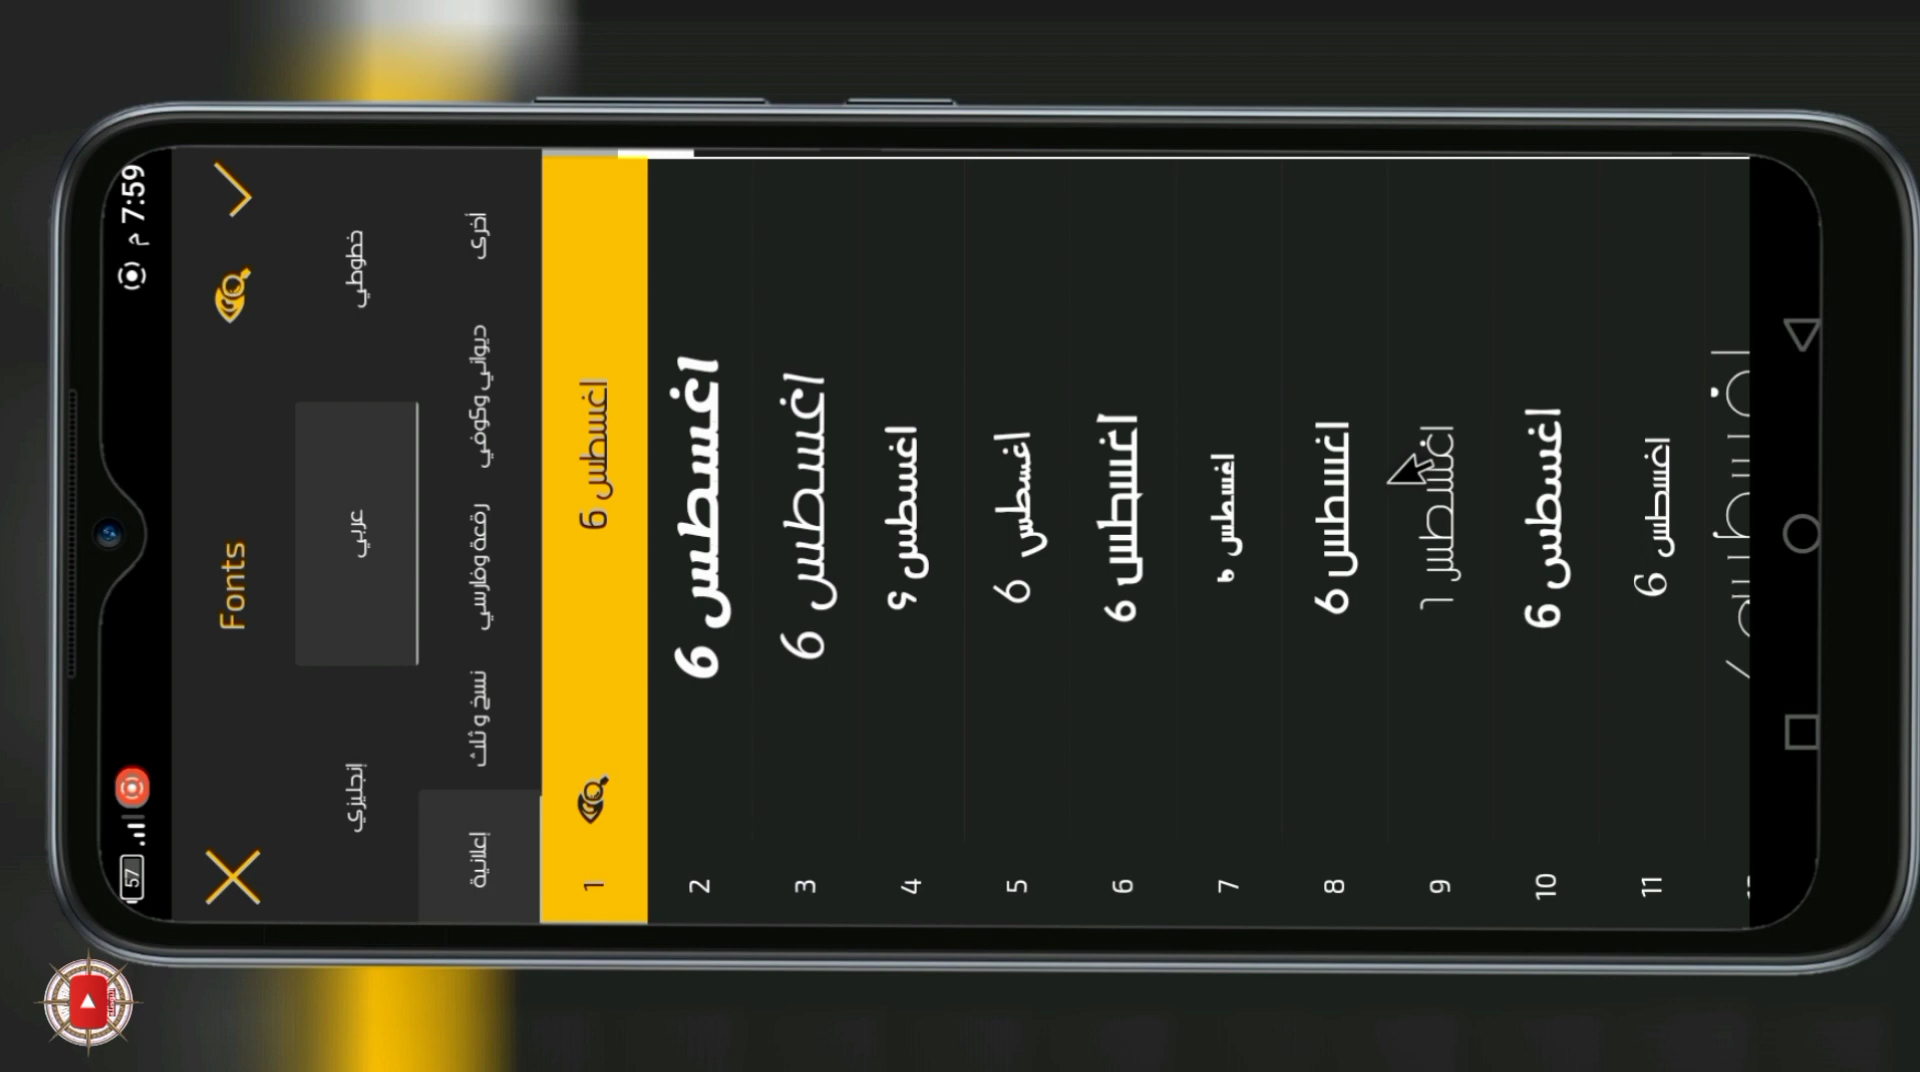 57 7:59 م
Fonts
إنجليزي عربي خطوطي
إعلانية نسخ و ثلث رقعة وفارسي ديواني وكوفي أخرى
1 اغسطس 6
2 اغسطس 6
3 اغسطس 6
4 اغسطس 6
5 اغسطس 6
6 اغسطس 6
7 اغسطس ٩
8 اغسطس 6
9 اغسطس ٦
10 اغسطس 6
11 اغسطس 6